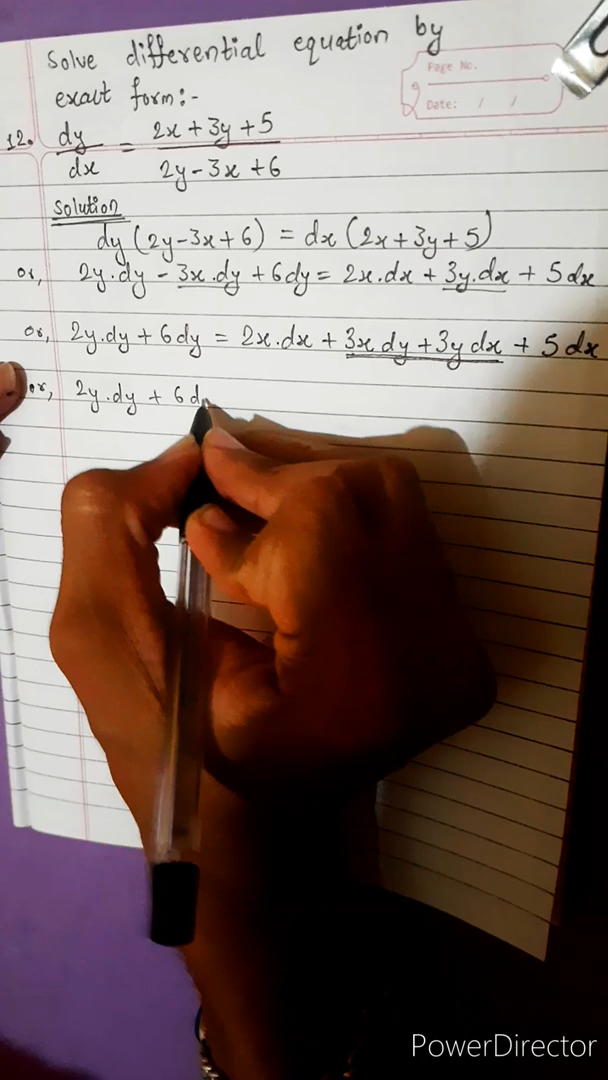 Solve differential equation by
exact form:-
Page No.
Date: / /
12. dy/dx = 2x + 3y + 5 / 2y - 3x + 6
Solution
dy (2y - 3x + 6) = dx (2x + 3y + 5)
or, 2y.dy - 3x.dy + 6dy = 2x.dx + 3y.dx + 5dx
or, 2y.dy + 6dy = 2x.dx + 3x.dy + 3y dx + 5dx
or, 2y.dy + 6d
PowerDirector